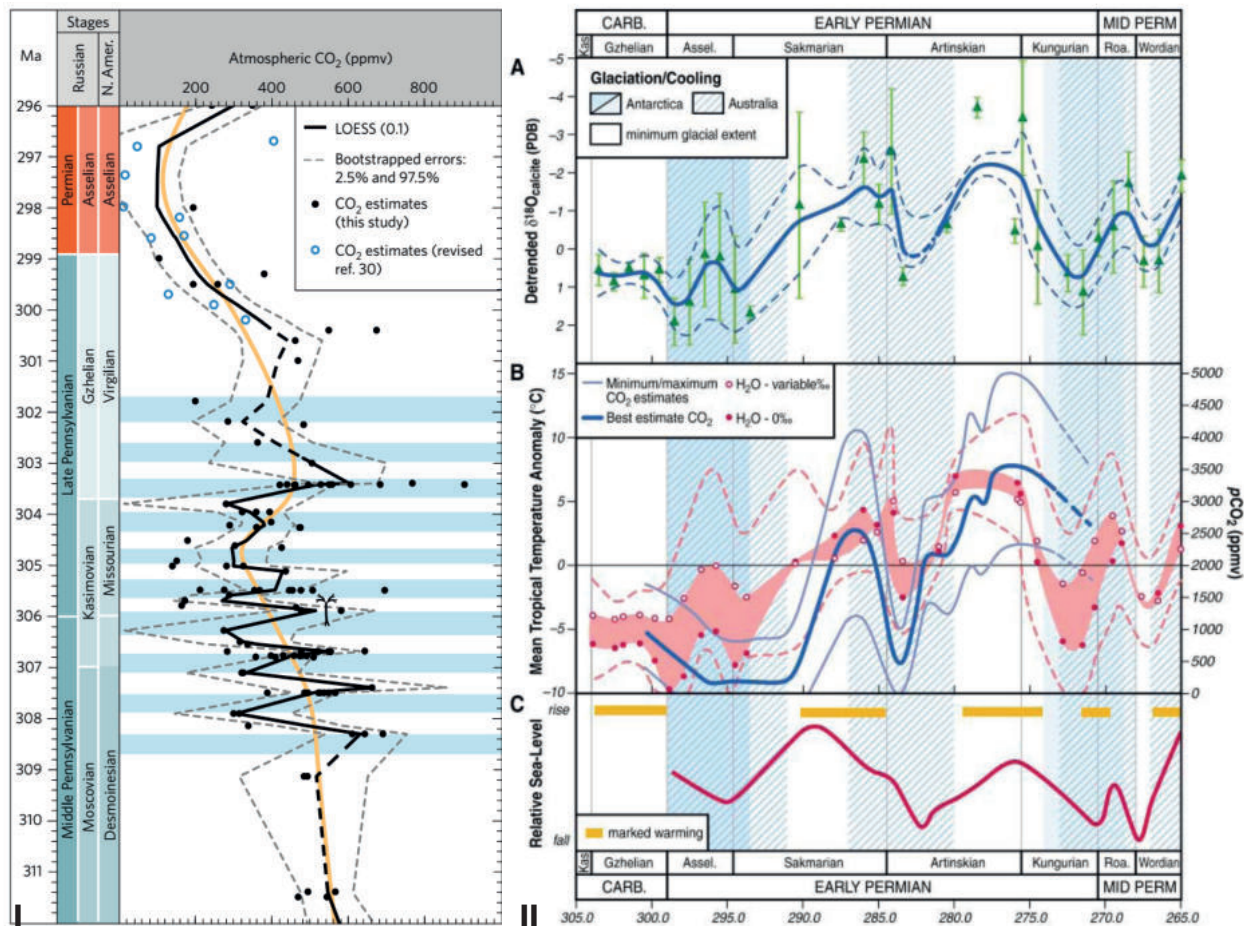 Stages
Ma
Russian
N. Amer.
Atmospheric CO2 (ppmv)
200 400 600 800
296
297
298
299
300
301
302
303
304
305
306
307
308
309
310
311
Permian
Asselian
Asselian
Late Pennsylvanian
Gzhelian
Virgilian
Kasimovian
Missourian
Middle Pennsylvanian
Moscovian
Desmoinesian
LOESS (0.1)
Bootstrapped errors:
2.5% and 97.5%
CO2 estimates
(this study)
CO2 estimates (revised
ref. 30)
I
CARB. EARLY PERMIAN MID PERM
Kas Gzhelian Assel. Sakmarian Artinskian Kungurian Roa. Wordian
A
Detrended δ18Ocalcite (PDB)
-5
-4
-3
-2
-1
0
1
2
Glaciation/Cooling
Antarctica Australia
minimum glacial extent
B
Mean Tropical Temperature Anomaly (°C)
15
10
5
0
-5
-10
Minimum/maximum
CO2 estimates
Best estimate CO2
H2O - variable‰
H2O - 0‰
pCO2 (ppmv)
5000
4500
4000
3500
3000
2500
2000
1500
1000
500
0
C
Relative Sea-Level
rise
fall
marked warming
Kas Gzhelian Assel. Sakmarian Artinskian Kungurian Roa. Wordian
CARB. EARLY PERMIAN MID PERM
305.0 300.0 295.0 290.0 285.0 280.0 275.0 270.0 265.0
II